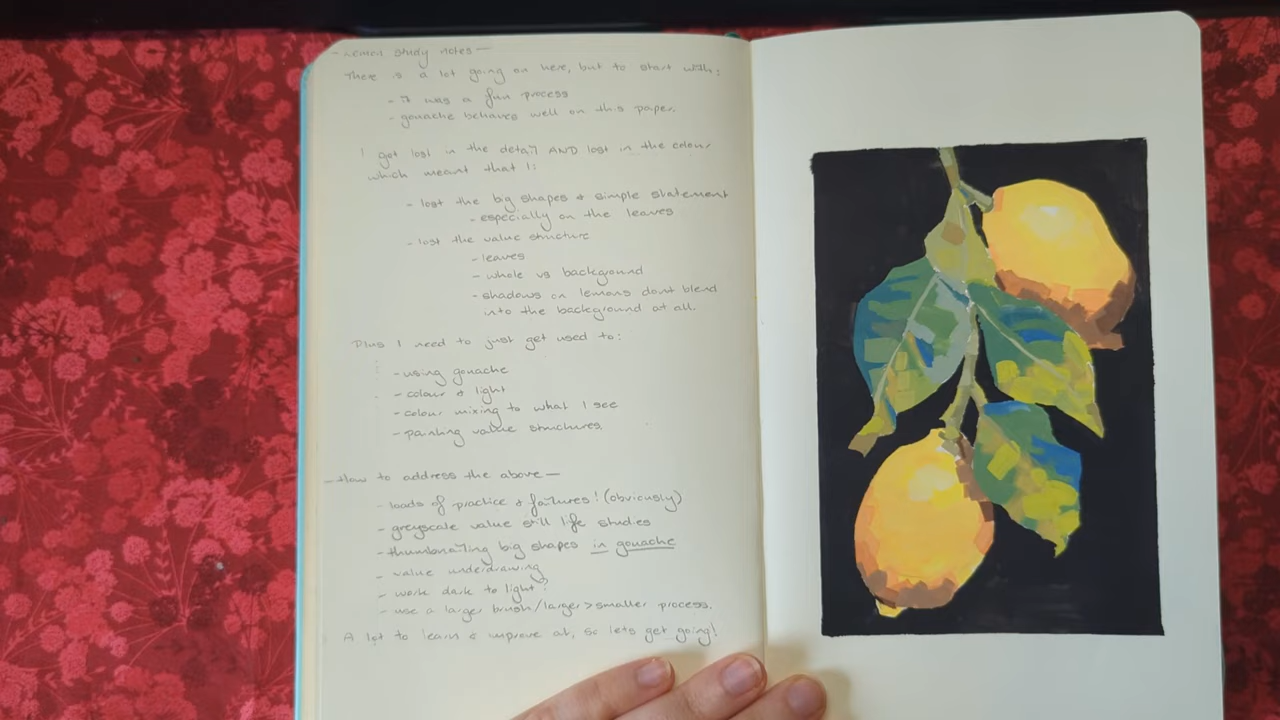 - Lemon study notes -
There is a lot going on here, but to start with:
- it was a fun process
- gouache behaves well on this paper.
I got lost in the detail AND lost in the colour
which meant that I:
- lost the big shapes & simple statement
- especially on the leaves
- lost the value structure
- leaves
- whole vs background
- shadows on lemons dont blend
into the background at all.
Plus I need to just get used to:
- using gouache
- colour & light
- colour mixing to what I see
- painting value structures.
- How to address the above -
- loads of practice & failures! (obviously)
- greyscale value still life studies
- thumbnailing big shapes in gouache
- value underdrawing
- work dark to light?
- use a larger brush/larger > smaller process.
A lot to learn & improve at, so lets get going!